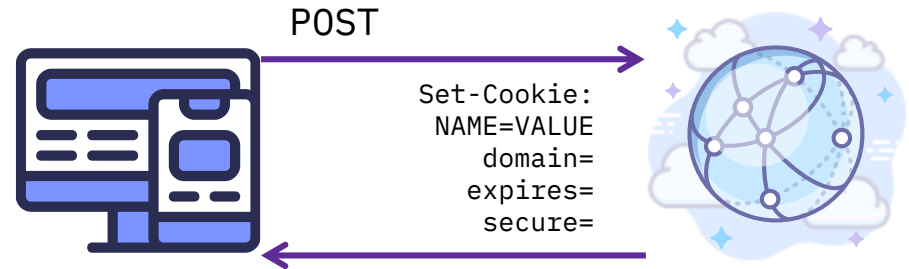 POST
Set-Cookie:
NAME=VALUE
domain=
expires=
secure=